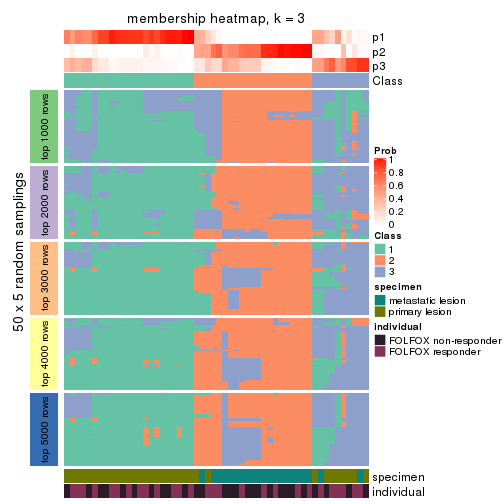 membership heatmap, k = 3
p1
p2
p3
Class
50 x 5 random samplings
top 1000 rows
top 2000 rows
top 3000 rows
top 4000 rows
top 5000 rows
specimen
individual
Prob
1
0.8
0.6
0.4
0.2
0
Class
1
2
3
specimen
metastatic lesion
primary lesion
individual
FOLFOX non-responder
FOLFOX responder